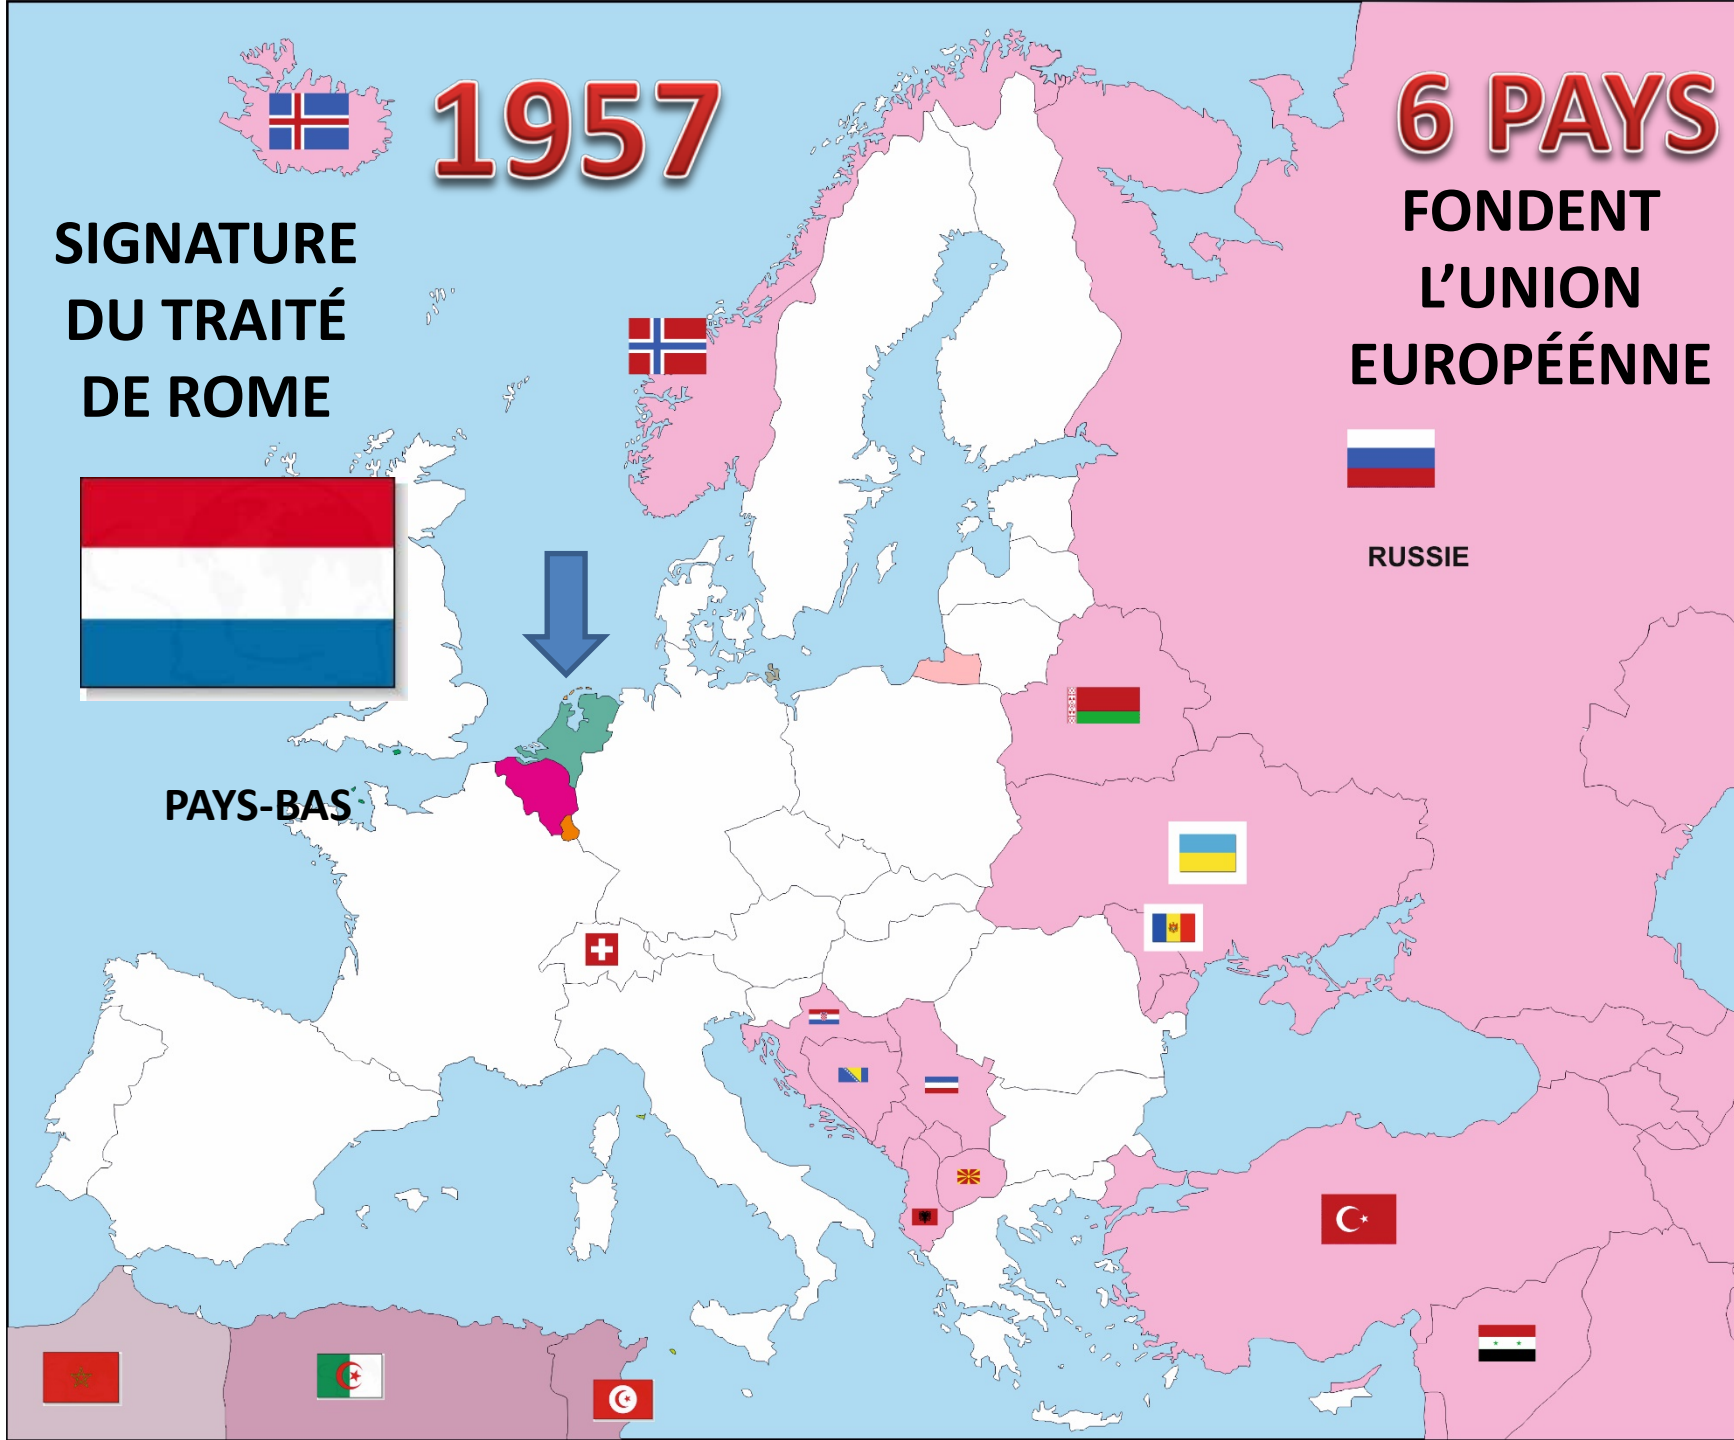 1957
SIGNATURE
DU TRAITÉ
DE ROME
6 PAYS
FONDENT
L’UNION
EUROPÉÉNNE
RUSSIE
PAYS-BAS